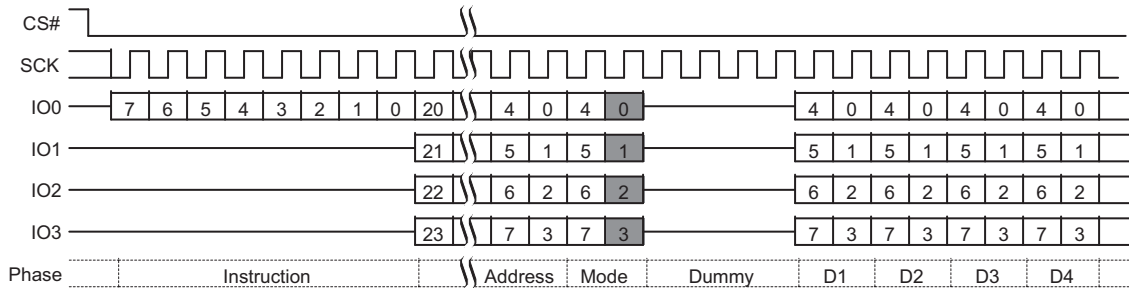 CS#
SCK
IO0 7 6 5 4 3 2 1 0 20 4 0 4 0 4 0 4 0 4 0 4 0
IO1 21 5 1 5 1 5 1 5 1 5 1 5 1
IO2 22 6 2 6 2 6 2 6 2 6 2 6 2
IO3 23 7 3 7 3 7 3 7 3 7 3 7 3
Phase Instruction Address Mode Dummy D1 D2 D3 D4